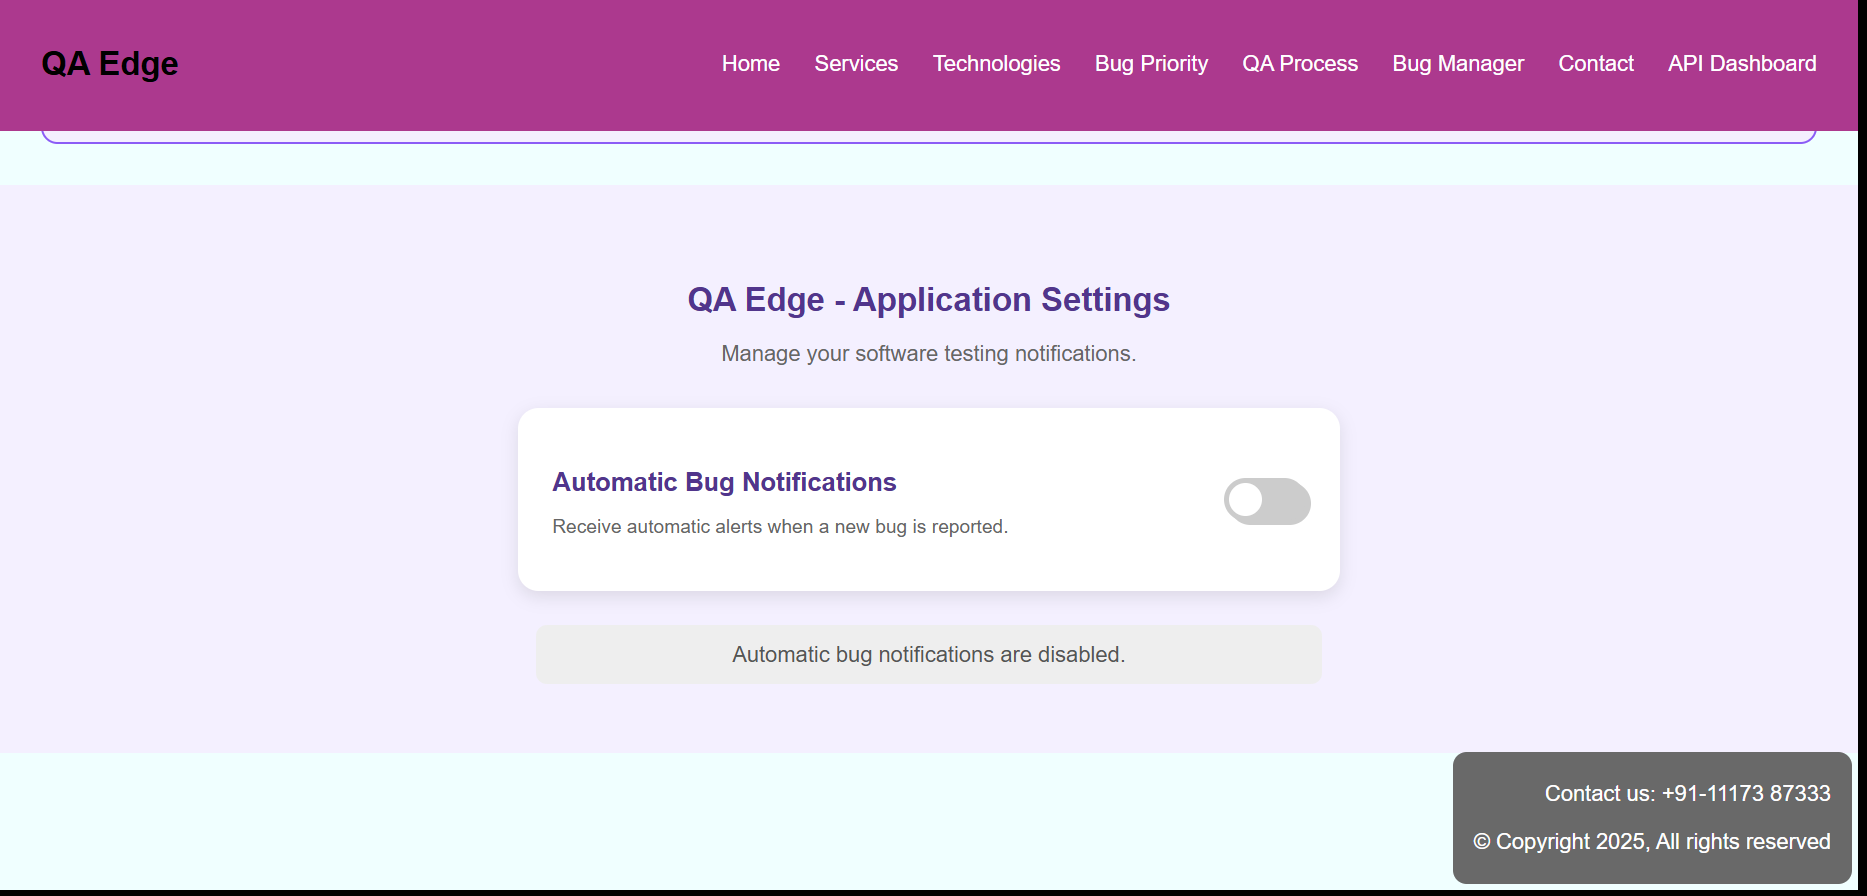 QA Edge
Home Services Technologies Bug Priority QA Process Bug Manager Contact API Dashboard
QA Edge - Application Settings
Manage your software testing notifications.
Automatic Bug Notifications
Receive automatic alerts when a new bug is reported.
Automatic bug notifications are disabled.
Contact us: +91-11173 87333
© Copyright 2025, All rights reserved